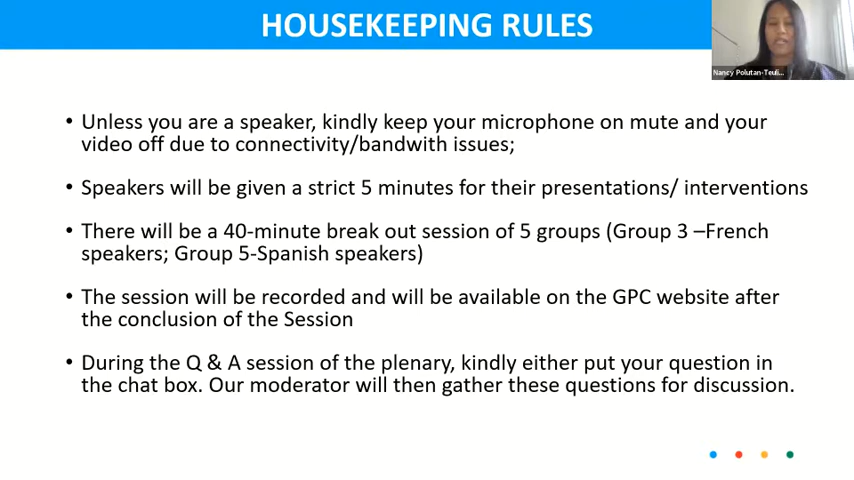 HOUSEKEEPING RULES
Nancy Polutan-Teuli...
• Unless you are a speaker, kindly keep your microphone on mute and your
video off due to connectivity/bandwith issues;
• Speakers will be given a strict 5 minutes for their presentations/ interventions
• There will be a 40-minute break out session of 5 groups (Group 3 –French
speakers; Group 5-Spanish speakers)
• The session will be recorded and will be available on the GPC website after
the conclusion of the Session
• During the Q & A session of the plenary, kindly either put your question in
the chat box. Our moderator will then gather these questions for discussion.